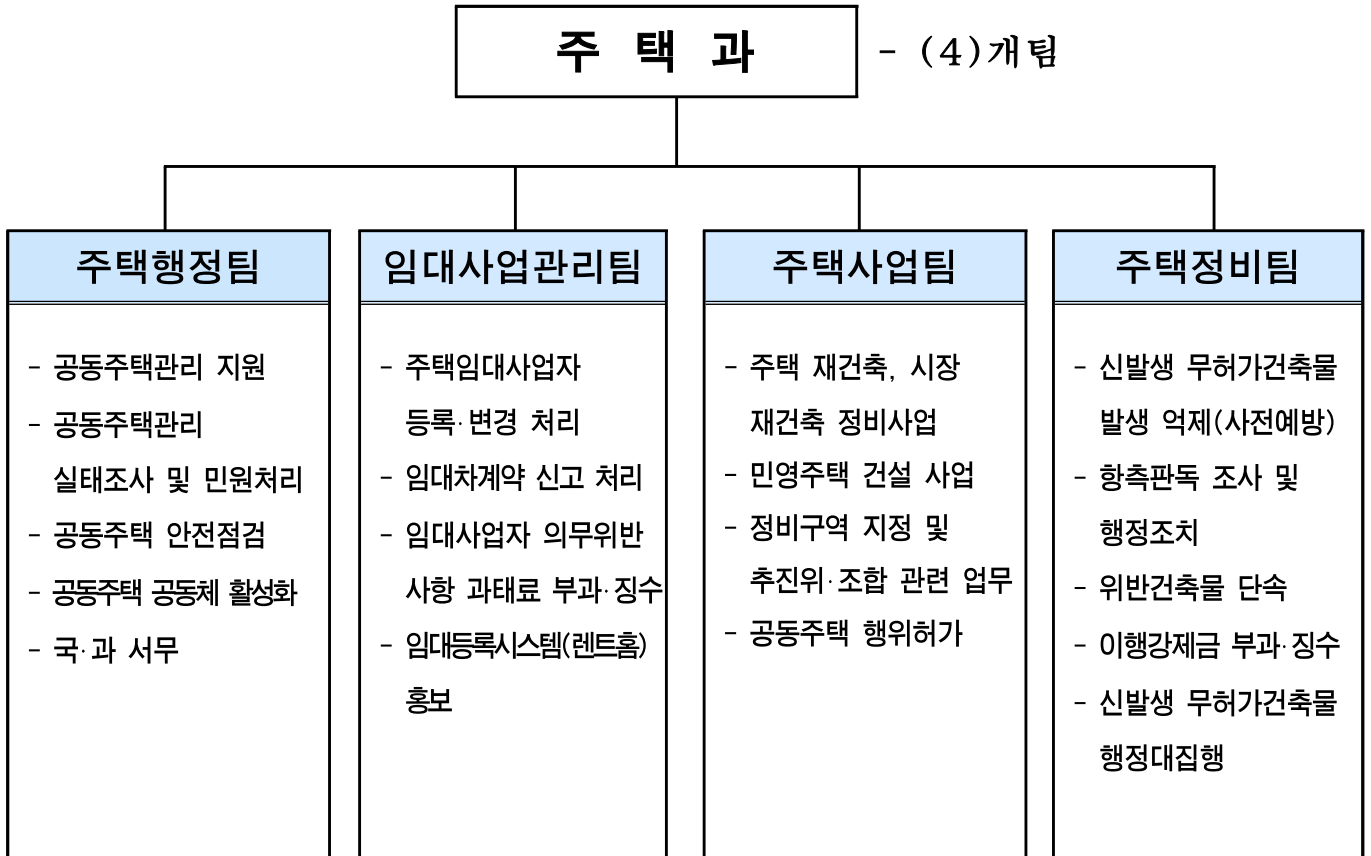 주 택 과
- (4)개팀
주택행정팀
- 공동주택관리 지원
- 공동주택관리
실태조사 및 민원처리
- 공동주택 안전점검
- 공동주택 공동체 활성화
- 국·과 서무
임대사업관리팀
- 주택임대사업자
등록·변경 처리
- 임대차계약 신고 처리
- 임대사업자 의무위반
사항 과태료 부과·징수
- 임대등록시스템(렌트홈)
홍보
주택사업팀
- 주택 재건축, 시장
재건축 정비사업
- 민영주택 건설 사업
- 정비구역 지정 및
추진위·조합 관련 업무
- 공동주택 행위허가
주택정비팀
- 신발생 무허가건축물
발생 억제(사전예방)
- 항측판독 조사 및
행정조치
- 위반건축물 단속
- 이행강제금 부과·징수
- 신발생 무허가건축물
행정대집행